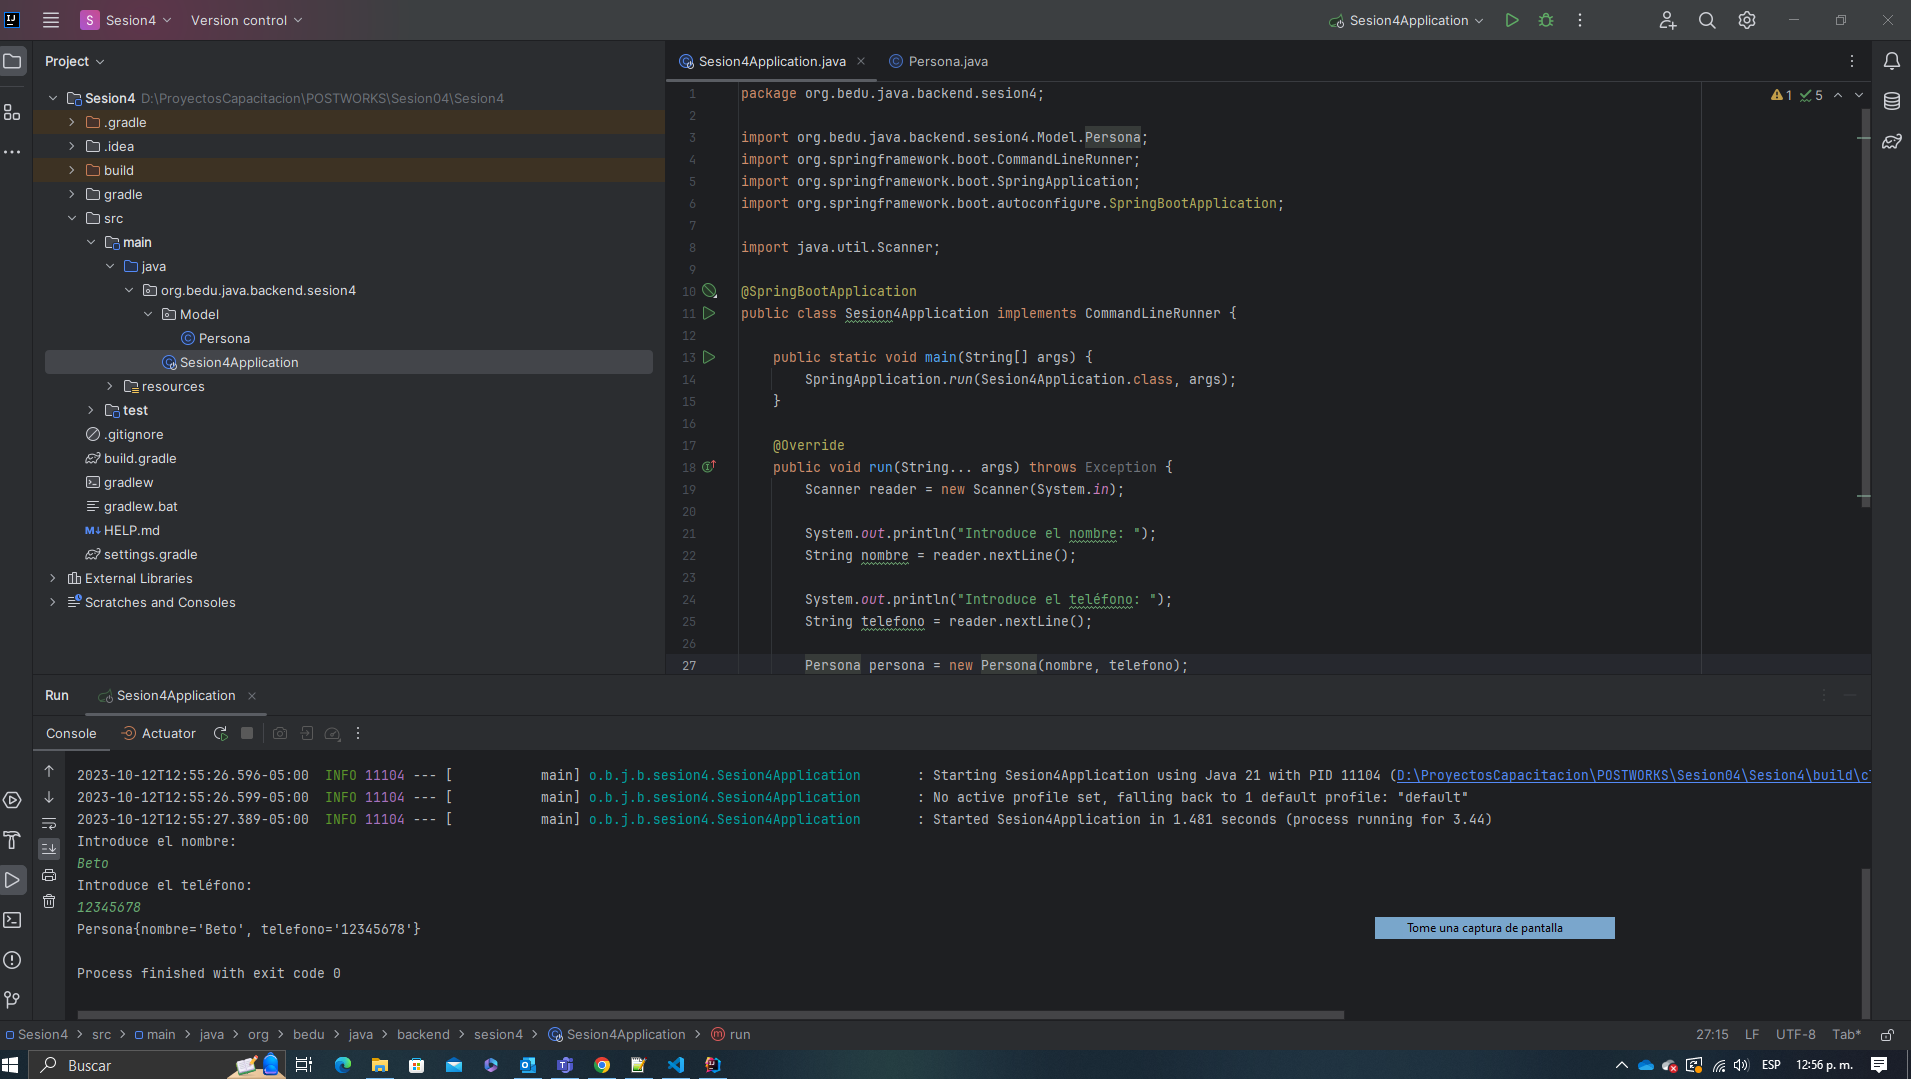 S Sesion4 Version control Sesion4Application
Project
Sesion4 D:\ProyectosCapacitacion\POSTWORKS\Sesion04\Sesion4
.gradle
.idea
build
gradle
src
main
java
org.bedu.java.backend.sesion4
Model
Persona
Sesion4Application
resources
test
.gitignore
build.gradle
gradlew
gradlew.bat
M↓ HELP.md
settings.gradle
External Libraries
Scratches and Consoles
Sesion4Application.java Persona.java
1 5
1 package org.bedu.java.backend.sesion4;
2
3 import org.bedu.java.backend.sesion4.Model.Persona;
4 import org.springframework.boot.CommandLineRunner;
5 import org.springframework.boot.SpringApplication;
6 import org.springframework.boot.autoconfigure.SpringBootApplication;
7
8 import java.util.Scanner;
9
10 @SpringBootApplication
11 public class Sesion4Application implements CommandLineRunner {
12
13 public static void main(String[] args) {
14 SpringApplication.run(Sesion4Application.class, args);
15 }
16
17 @Override
18 public void run(String... args) throws Exception {
19 Scanner reader = new Scanner(System.in);
20
21 System.out.println("Introduce el nombre: ");
22 String nombre = reader.nextLine();
23
24 System.out.println("Introduce el teléfono: ");
25 String telefono = reader.nextLine();
26
27 Persona persona = new Persona(nombre, telefono);
Run Sesion4Application
Console Actuator
2023-10-12T12:55:26.596-05:00 INFO 11104 --- [ main] o.b.j.b.sesion4.Sesion4Application : Starting Sesion4Application using Java 21 with PID 11104 (D:\ProyectosCapacitacion\POSTWORKS\Sesion04\Sesion4\build\cl
2023-10-12T12:55:26.599-05:00 INFO 11104 --- [ main] o.b.j.b.sesion4.Sesion4Application : No active profile set, falling back to 1 default profile: "default"
2023-10-12T12:55:27.389-05:00 INFO 11104 --- [ main] o.b.j.b.sesion4.Sesion4Application : Started Sesion4Application in 1.481 seconds (process running for 3.44)
Introduce el nombre:
Beto
Introduce el teléfono:
12345678
Persona{nombre='Beto', telefono='12345678'}
Tome una captura de pantalla
Process finished with exit code 0
Sesion4 > src > main > java > org > bedu > java > backend > sesion4 > Sesion4Application > run 27:15 LF UTF-8 Tab*
Buscar ESP 12:56 p. m.